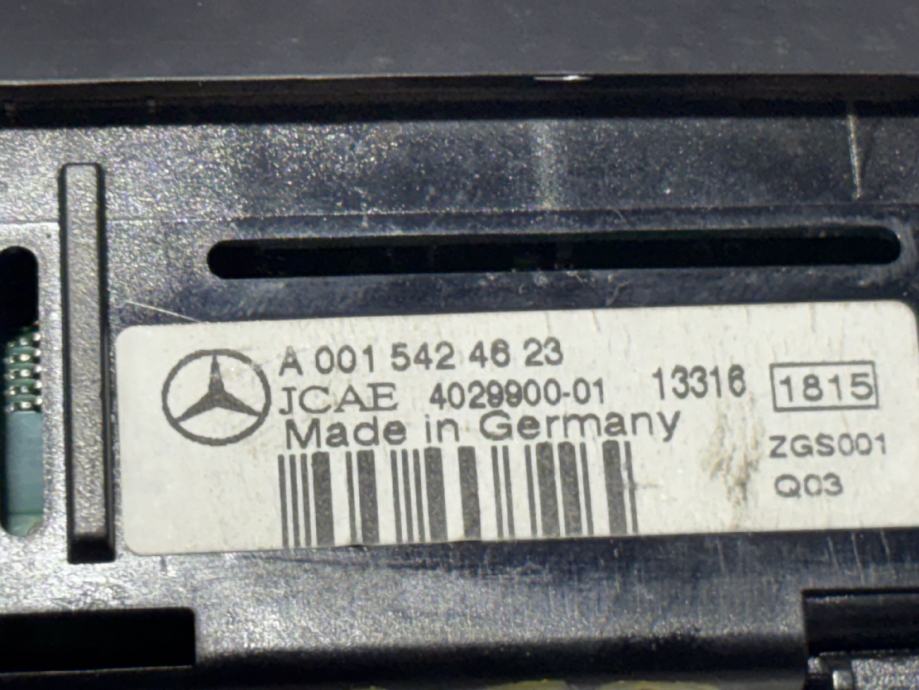 A 001 542 46 23
JCAE 4029900-01 13316 1815
Made in Germany
ZGS001
Q03